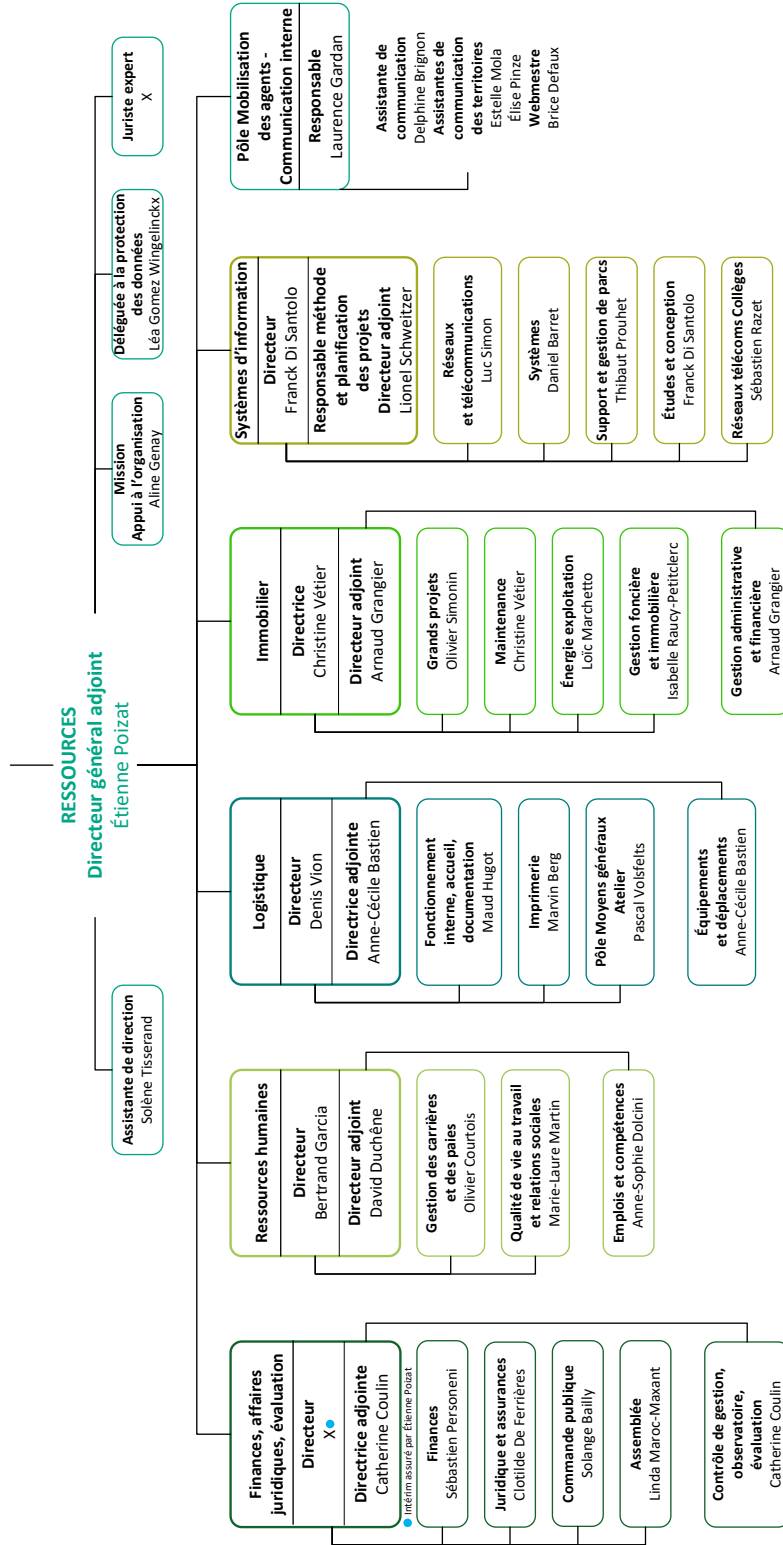 RESSOURCES
Directeur général adjoint
Étienne Poizat
Assistante de direction
Solène Tisserand
Mission
Appui à l'organisation
Aline Genay
Déléguée à la protection
des données
Léa Gomez Wingelinckx
Juriste expert
X
Finances, affaires
juridiques, évaluation
Directeur
X
Directrice adjointe
Catherine Coulin
Intérim assuré par Étienne Poizat
Finances
Sébastien Personeni
Juridique et assurances
Clotilde De Ferrières
Commande publique
Solange Bailly
Assemblée
Linda Maroc-Maxant
Contrôle de gestion,
observatoire,
évaluation
Catherine Coulin
Ressources humaines
Directeur
Bertrand Garcia
Directeur adjoint
David Duchêne
Gestion des carrières
et des paies
Olivier Courtois
Qualité de vie au travail
et relations sociales
Marie-Laure Martin
Emplois et compétences
Anne-Sophie Dolcini
Logistique
Directeur
Denis Vion
Directrice adjointe
Anne-Cécile Bastien
Fonctionnement
interne, accueil,
documentation
Maud Hugot
Imprimerie
Marvin Berg
Pôle Moyens généraux
Atelier
Pascal Volsfelts
Équipements
et déplacements
Anne-Cécile Bastien
Immobilier
Directrice
Christine Vétier
Directeur adjoint
Arnaud Grangier
Grands projets
Olivier Simonin
Maintenance
Christine Vétier
Énergie exploitation
Loïc Marchetto
Gestion foncière
et immobilière
Isabelle Raucy-Petitclerc
Gestion administrative
et financière
Arnaud Grangier
Systèmes d'information
Directeur
Franck Di Santolo
Responsable méthode
et planification
des projets
Directeur adjoint
Lionel Schweitzer
Réseaux
et télécommunications
Luc Simon
Systèmes
Daniel Barret
Support et gestion de parcs
Thibaut Prouhet
Études et conception
Franck Di Santolo
Réseaux télécoms Collèges
Sébastien Razet
Pôle Mobilisation
des agents -
Communication interne
Responsable
Laurence Gardan
Assistante de
communication
Delphine Brignon
Assistantes de
communication
des territoires
Estelle Mola
Élise Pinze
Webmestre
Brice Defaux